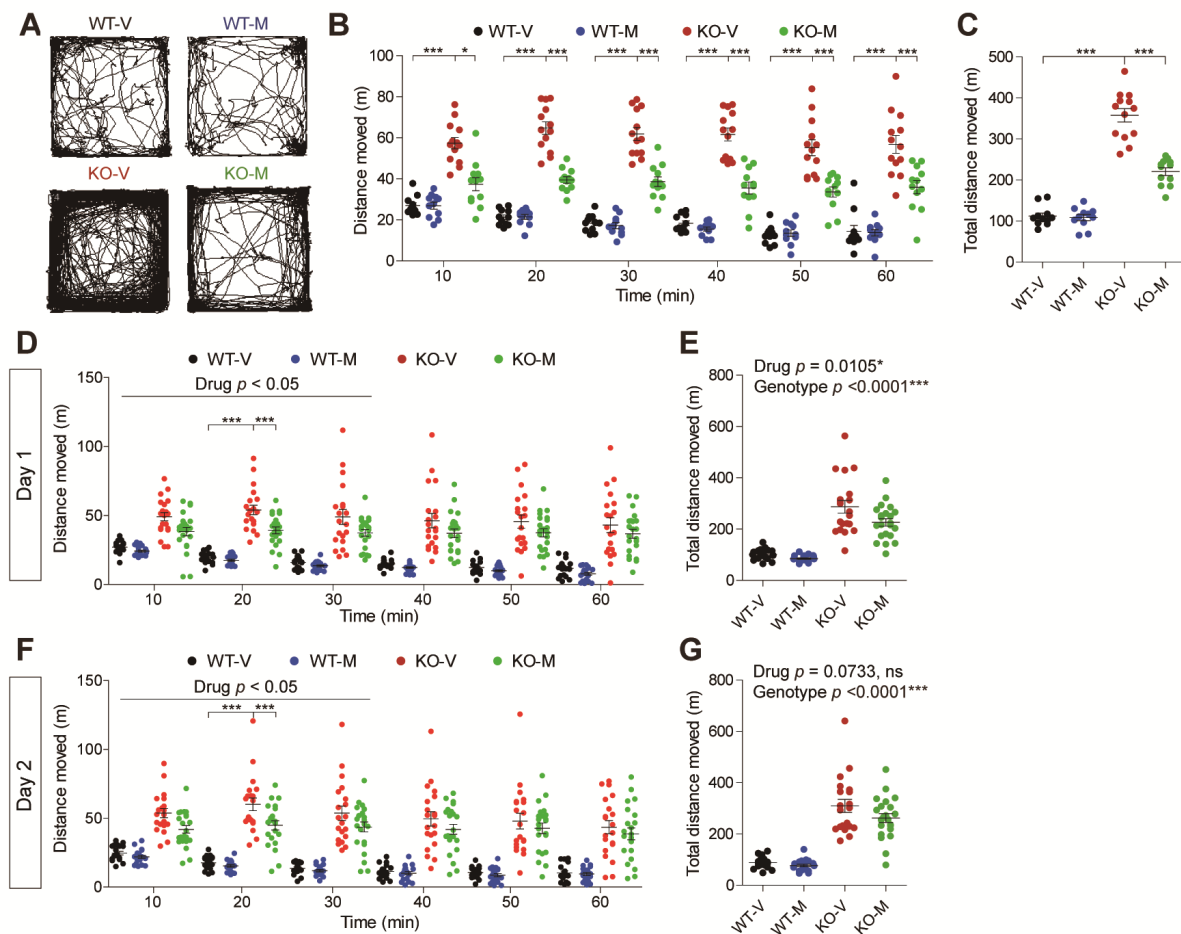 A
WT-V
WT-M
KO-V
KO-M
B
WT-V
WT-M
KO-V
KO-M
*** * *** *** *** *** *** *** *** *** *** ***
Distance moved (m)
100
80
60
40
20
0
10 20 30 40 50 60
Time (min)
C
*** ***
Total distance moved (m)
500
400
300
200
100
0
WT-V
WT-M
KO-V
KO-M
Day 1
D
WT-V
WT-M
KO-V
KO-M
Drug p < 0.05
*** ***
Distance moved (m)
150
100
50
0
10 20 30 40 50 60
Time (min)
E
Drug p = 0.0105*
Genotype p <0.0001***
Total distance moved (m)
800
600
400
200
0
WT-V
WT-M
KO-V
KO-M
Day 2
F
WT-V
WT-M
KO-V
KO-M
Drug p < 0.05
*** ***
Distance moved (m)
150
100
50
0
10 20 30 40 50 60
Time (min)
G
Drug p = 0.0733, ns
Genotype p <0.0001***
Total distance moved (m)
800
600
400
200
0
WT-V
WT-M
KO-V
KO-M